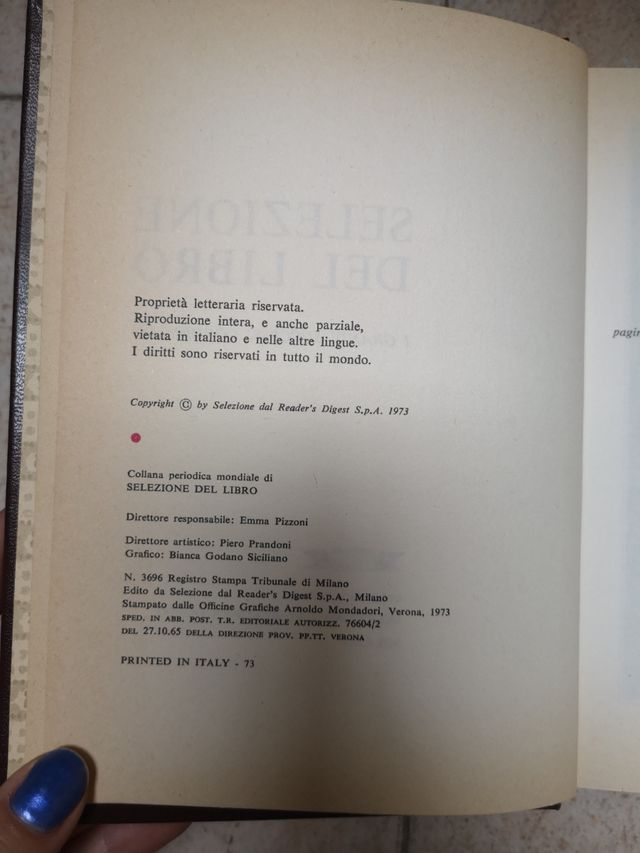 Proprietà letteraria riservata.
Riproduzione intera, e anche parziale,
vietata in italiano e nelle altre lingue.
I diritti sono riservati in tutto il mondo.
Copyright © by Selezione dal Reader's Digest S.p.A. 1973
Collana periodica mondiale di
SELEZIONE DEL LIBRO
Direttore responsabile: Emma Pizzoni
Direttore artistico: Piero Prandoni
Grafico: Bianca Godano Siciliano
N. 3696 Registro Stampa Tribunale di Milano
Edito da Selezione dal Reader's Digest S.p.A., Milano
Stampato dalle Officine Grafiche Arnoldo Mondadori, Verona, 1973
SPED. IN ABB. POST. T.R. EDITORIALE AUTORIZZ. 76604/2
DEL 27.10.65 DELLA DIREZIONE PROV. PP.TT. VERONA
PRINTED IN ITALY - 73
SELEZIONE
DEL LIBRO